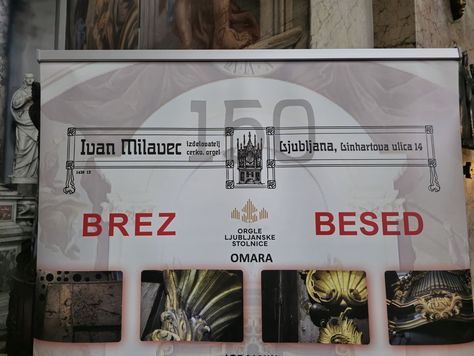 150
Ivan Milavec izdelovatelj cerkv. orgel
Ljubljana, Linhartova ulica 14
BREZ BESED
ORGLE
LJUBLJANSKE
STOLNICE
OMARA